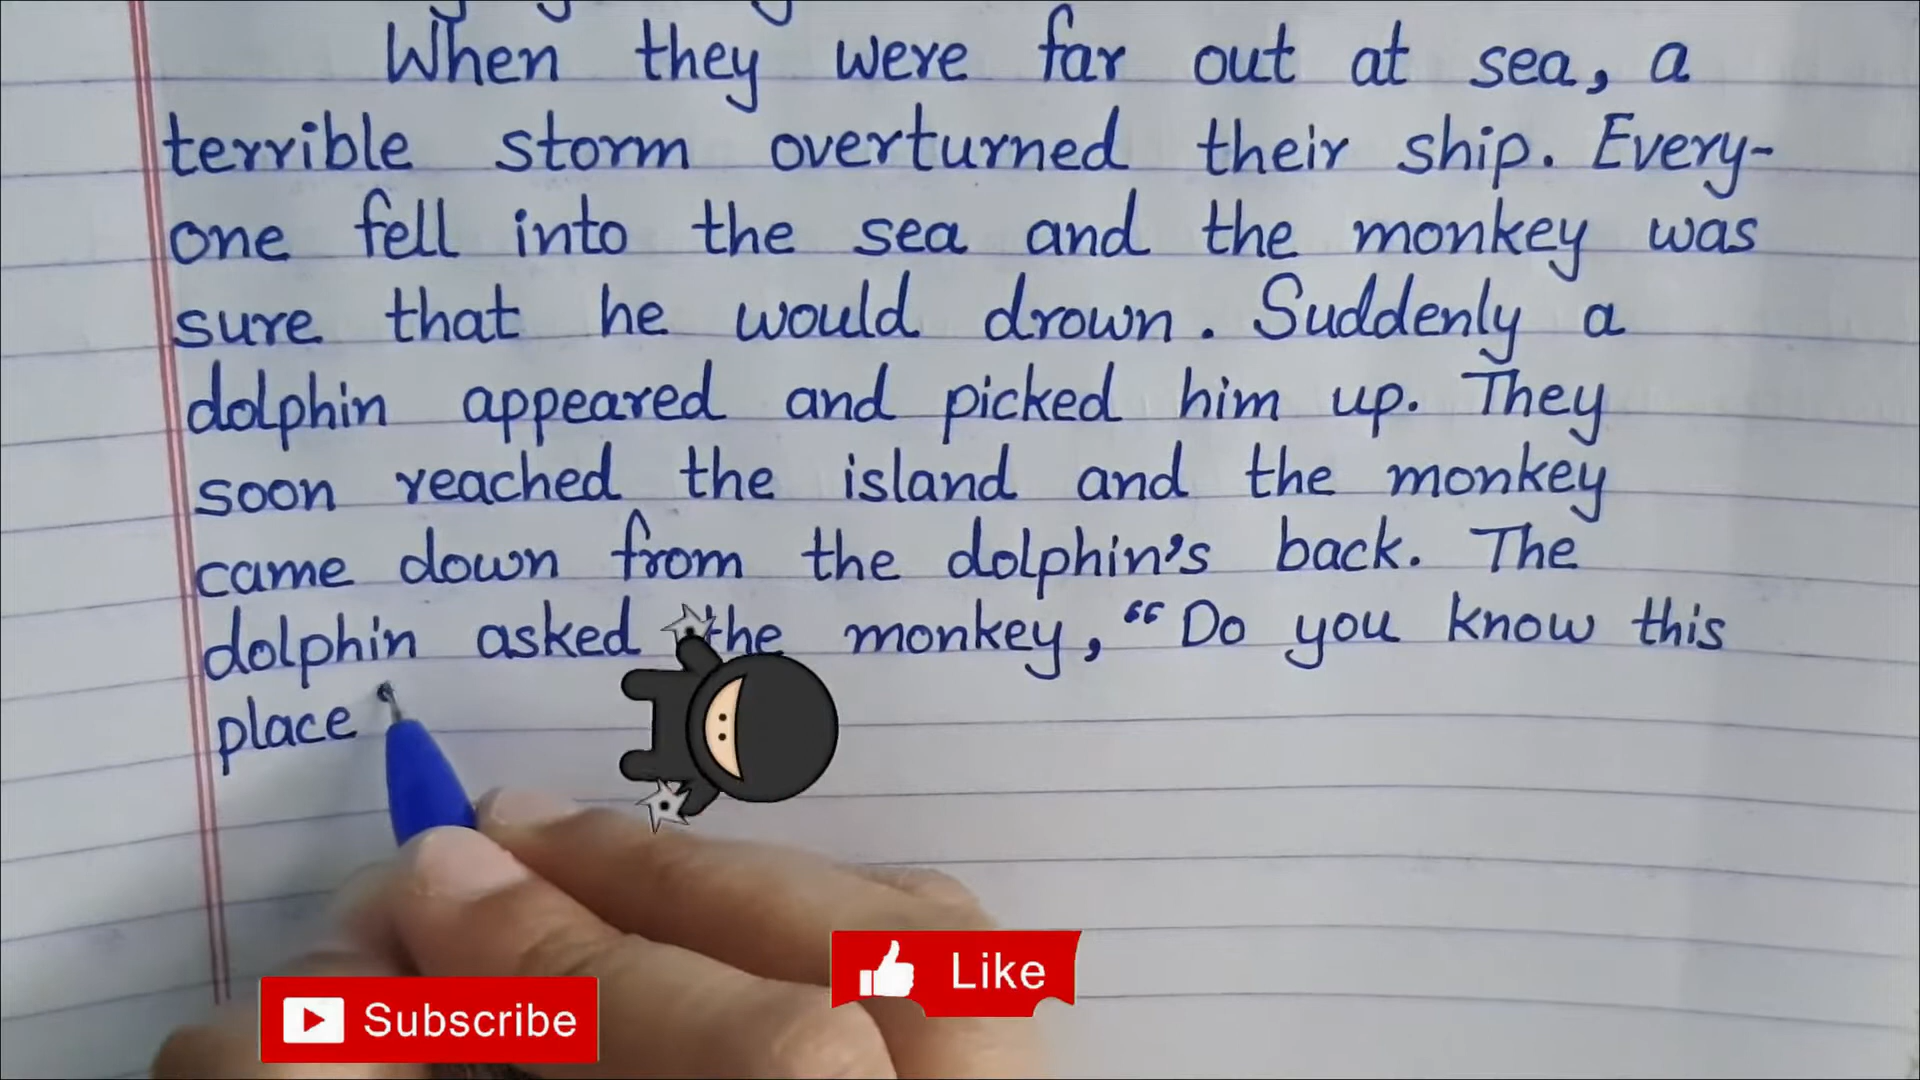 When they were far out at sea, a
terrible storm overturned their ship. Every-
one fell into the sea and the monkey was
sure that he would drown. Suddenly a
dolphin appeared and picked him up. They
soon reached the island and the monkey
came down from the dolphin's back. The
dolphin asked the monkey, “Do you know this
place
Like
Subscribe